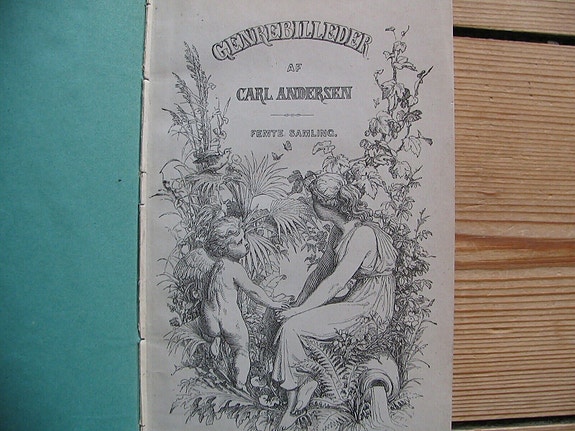 GENREBILLEDER
AF
CARL ANDERSEN
FEMTE SAMLING.